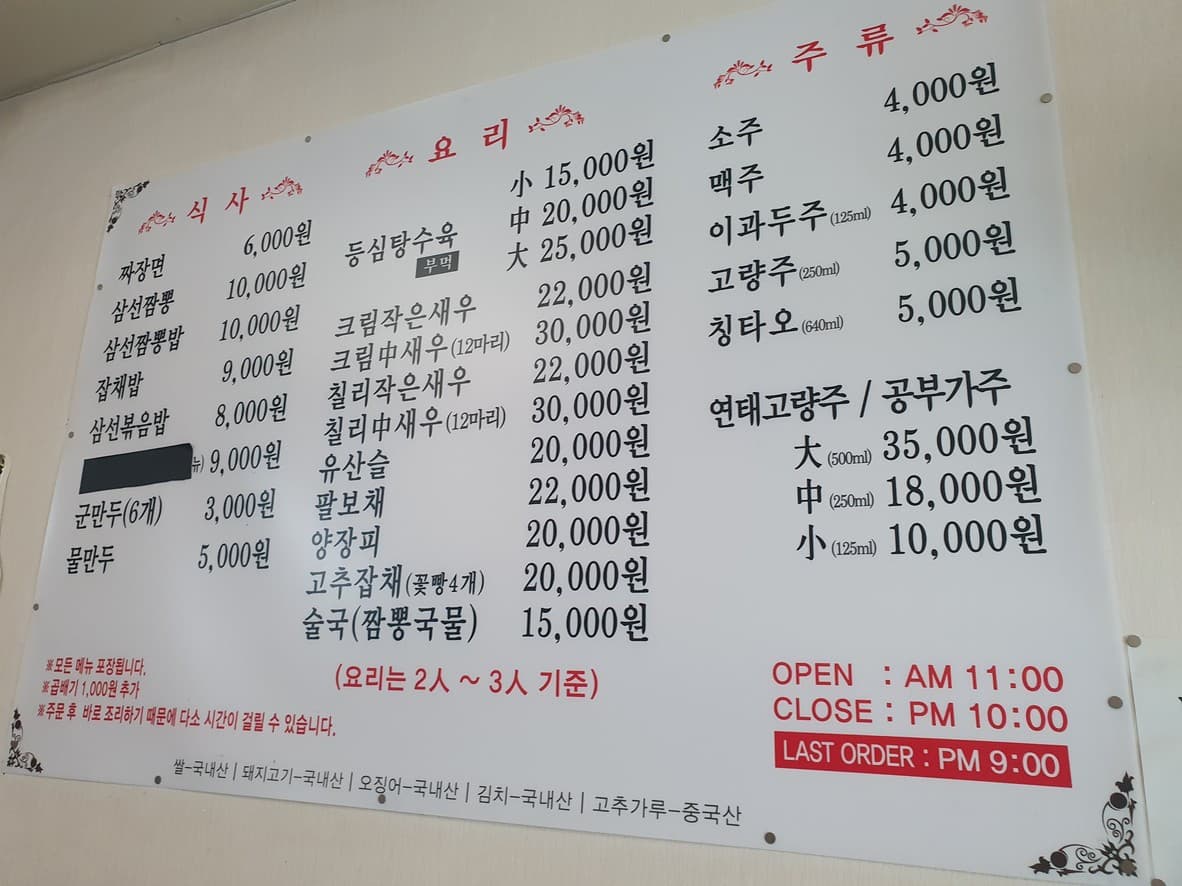 식 사
짜장면 6,000원
삼선짬뽕 10,000원
삼선짬뽕밥 10,000원
잡채밥 9,000원
삼선볶음밥 8,000원
뉴) 9,000원
군만두(6개) 3,000원
물만두 5,000원
※모든 메뉴 포장됩니다.
※곱배기 1,000원 추가
※주문 후 바로 조리하기 때문에 다소 시간이 걸릴 수 있습니다.
요 리
등심탕수육 小 15,000원
부먹 中 20,000원
大 25,000원
크림작은새우 22,000원
크림中새우(12마리) 30,000원
칠리작은새우 22,000원
칠리中새우(12마리) 30,000원
유산슬 20,000원
팔보채 22,000원
양장피 20,000원
고추잡채(꽃빵4개) 20,000원
술국(짬뽕국물) 15,000원
(요리는 2人 ~ 3人 기준)
주 류
소주 4,000원
맥주 4,000원
이과두주(125ml) 4,000원
고량주(250ml) 5,000원
칭타오(640ml) 5,000원
연태고량주 / 공부가주
大(500ml) 35,000원
中(250ml) 18,000원
小(125ml) 10,000원
OPEN : AM 11:00
CLOSE : PM 10:00
LAST ORDER : PM 9:00
쌀-국내산 | 돼지고기-국내산 | 오징어-국내산 | 김치-국내산 | 고추가루-중국산